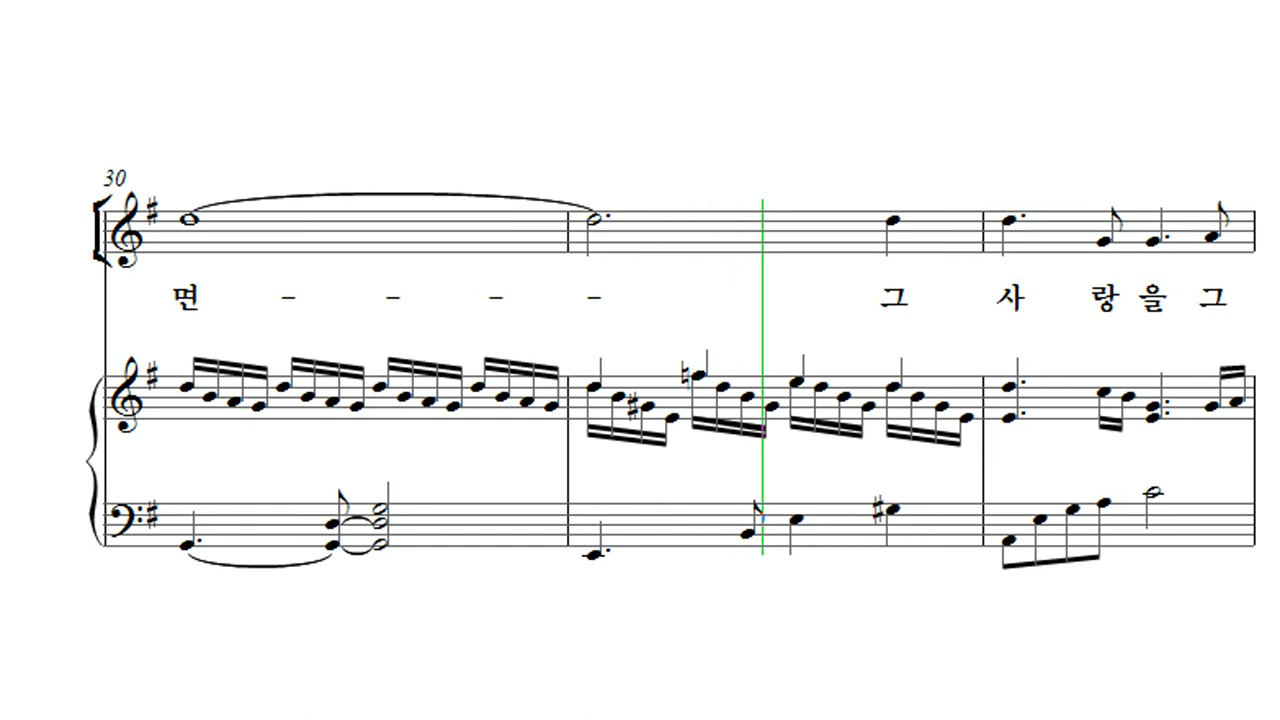 30
면 - - - - 그 사 랑 을 그